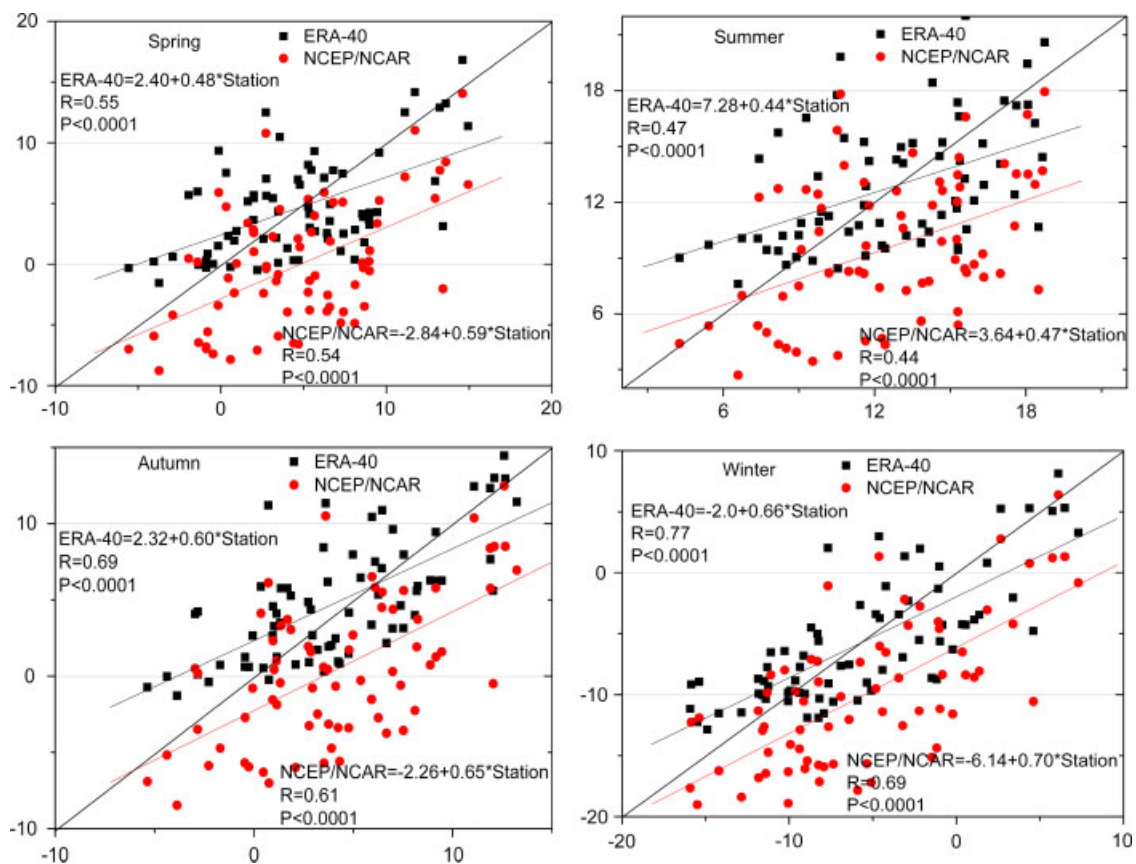 20
10
0
-10
-10
0
10
20
Spring
ERA-40
NCEP/NCAR
ERA-40=2.40+0.48*Station
R=0.55
P<0.0001
NCEP/NCAR=-2.84+0.59*Station
R=0.54
P<0.0001
18
12
6
6
12
18
Summer
ERA-40
NCEP/NCAR
ERA-40=7.28+0.44*Station
R=0.47
P<0.0001
NCEP/NCAR=3.64+0.47*Station
R=0.44
P<0.0001
10
0
-10
0
10
Autumn
ERA-40
NCEP/NCAR
ERA-40=2.32+0.60*Station
R=0.69
P<0.0001
NCEP/NCAR=-2.26+0.65*Station
R=0.61
P<0.0001
10
0
-10
-20
-20
-10
0
10
Winter
ERA-40
NCEP/NCAR
ERA-40=-2.0+0.66*Station
R=0.77
P<0.0001
NCEP/NCAR=-6.14+0.70*Station
R=0.69
P<0.0001